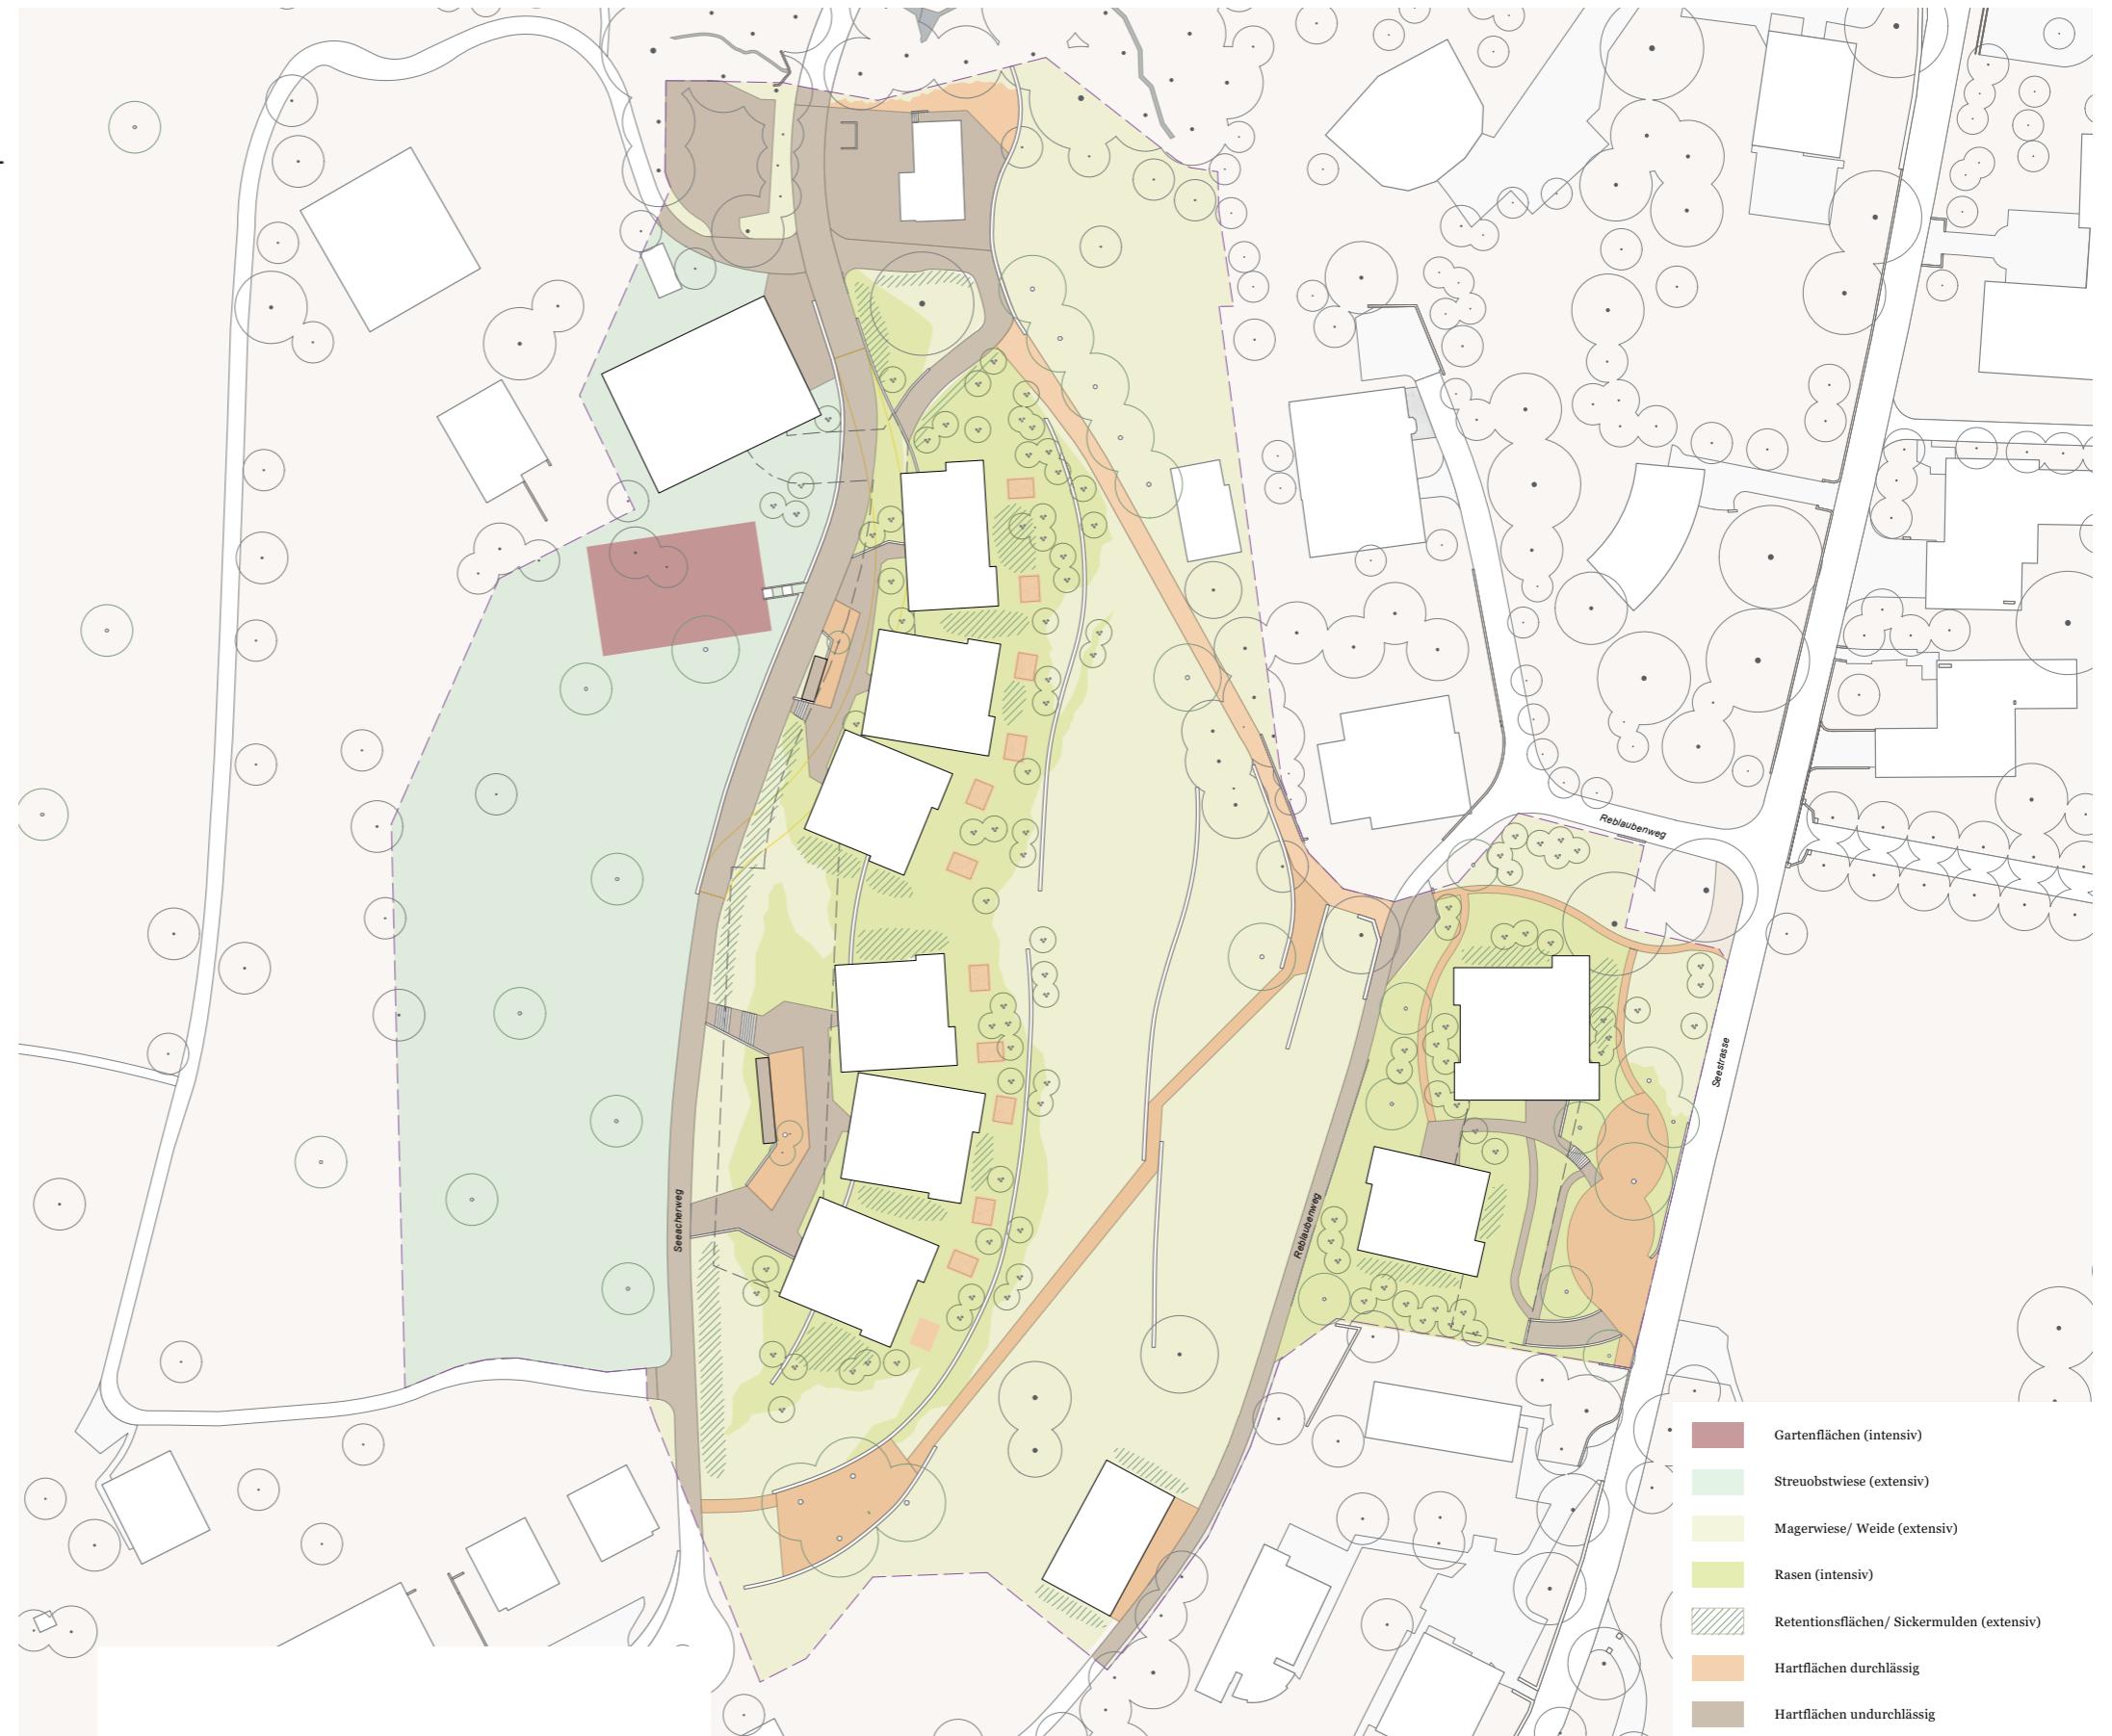 Reblaubenweg
Seestrasse
Seeacherweg
Reblaubenweg
Gartenflächen (intensiv)
Streuobstwiese (extensiv)
Magerwiese/ Weide (extensiv)
Rasen (intensiv)
Retentionsflächen/ Sickermulden (extensiv)
Hartflächen durchlässig
Hartflächen undurchlässig